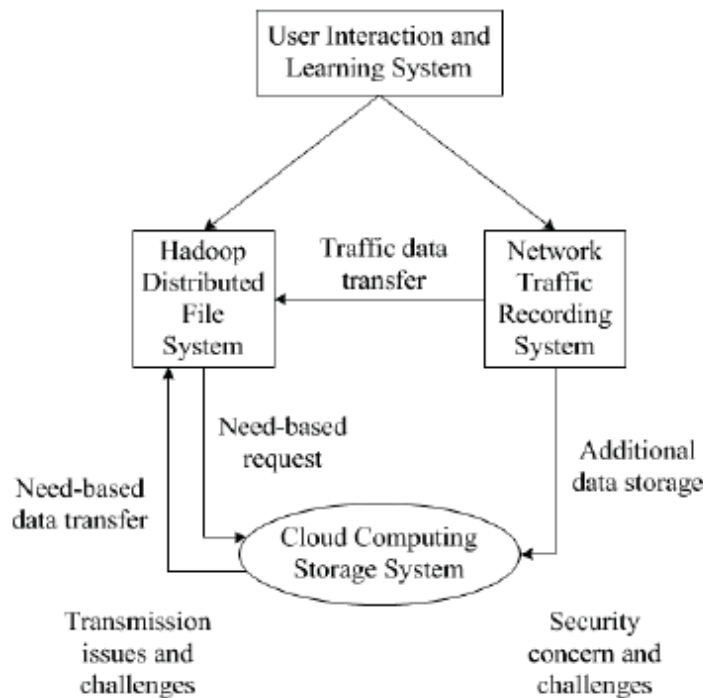 User Interaction and
Learning System
Hadoop
Distributed
File
System
Traffic data
transfer
Network
Traffic
Recording
System
Need-based
request
Additional
data storage
Need-based
data transfer
Cloud Computing
Storage System
Transmission
issues and
challenges
Security
concern and
challenges